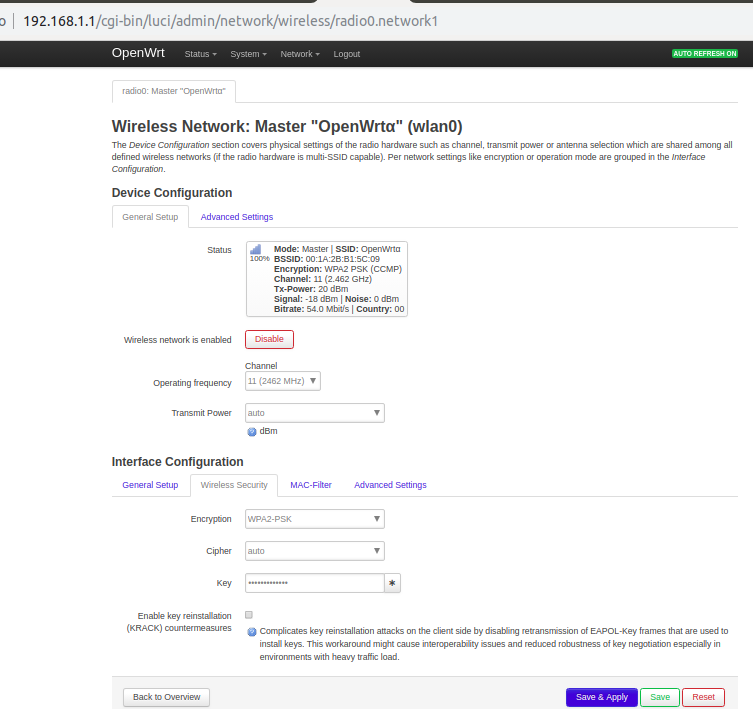 o 192.168.1.1/cgi-bin/luci/admin/network/wireless/radio0.network1
OpenWrt Status System Network Logout AUTO REFRESH ON
radio0: Master "OpenWrtα"
Wireless Network: Master "OpenWrtα" (wlan0)
The Device Configuration section covers physical settings of the radio hardware such as channel, transmit power or antenna selection which are shared among all
defined wireless networks (if the radio hardware is multi-SSID capable). Per network settings like encryption or operation mode are grouped in the Interface
Configuration.
Device Configuration
General Setup Advanced Settings
Status
100%
Mode: Master | SSID: OpenWrtα
BSSID: 00:1A:2B:B1:5C:09
Encryption: WPA2 PSK (CCMP)
Channel: 11 (2.462 GHz)
Tx-Power: 20 dBm
Signal: -18 dBm | Noise: 0 dBm
Bitrate: 54.0 Mbit/s | Country: 00
Wireless network is enabled Disable
Channel
Operating frequency 11 (2462 MHz)
Transmit Power auto
dBm
Interface Configuration
General Setup Wireless Security MAC-Filter Advanced Settings
Encryption WPA2-PSK
Cipher auto
Key ••••••••••••• *
Enable key reinstallation
(KRACK) countermeasures
Complicates key reinstallation attacks on the client side by disabling retransmission of EAPOL-Key frames that are used to
install keys. This workaround might cause interoperability issues and reduced robustness of key negotiation especially in
environments with heavy traffic load.
Back to Overview Save & Apply Save Reset